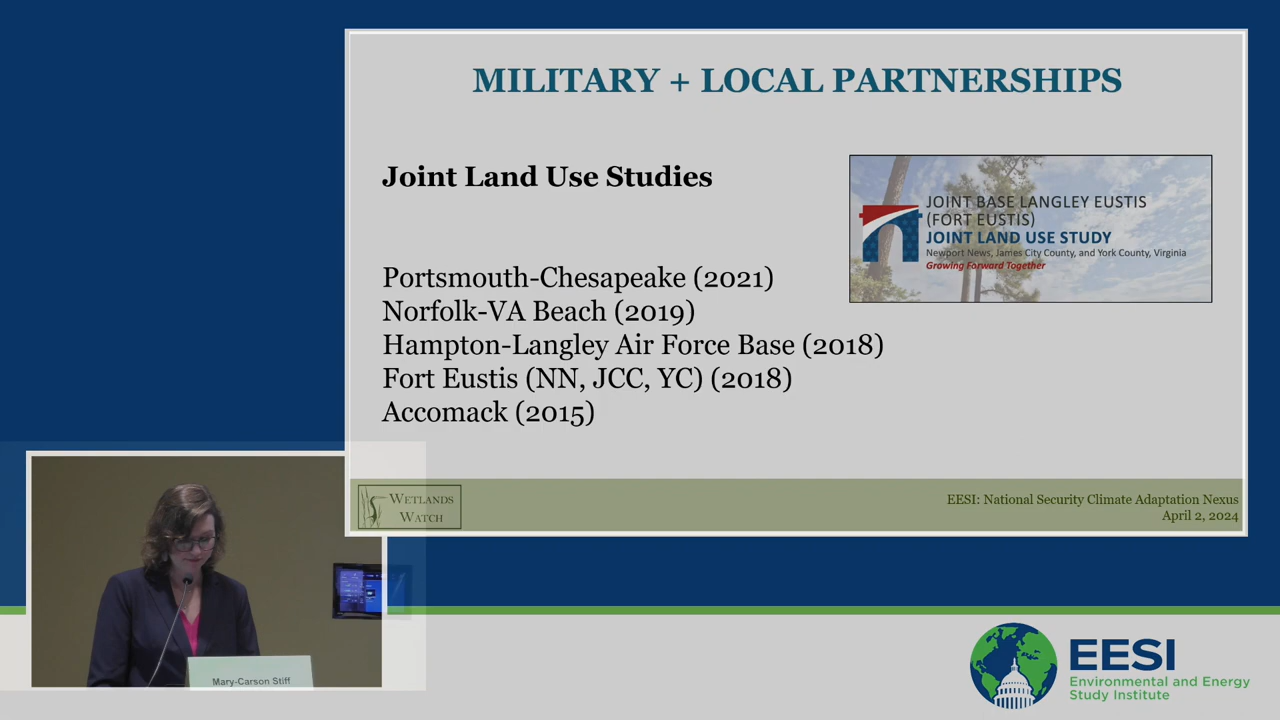 MILITARY + LOCAL PARTNERSHIPS
Joint Land Use Studies
JOINT BASE LANGLEY EUSTIS
(FORT EUSTIS)
JOINT LAND USE STUDY
Newport News, James City County, and York County, Virginia
Growing Forward Together
Portsmouth-Chesapeake (2021)
Norfolk-VA Beach (2019)
Hampton-Langley Air Force Base (2018)
Fort Eustis (NN, JCC, YC) (2018)
Accomack (2015)
WETLANDS
WATCH
EESI: National Security Climate Adaptation Nexus
April 2, 2024
Mary-Carson Stiff
EESI
Environmental and Energy
Study Institute